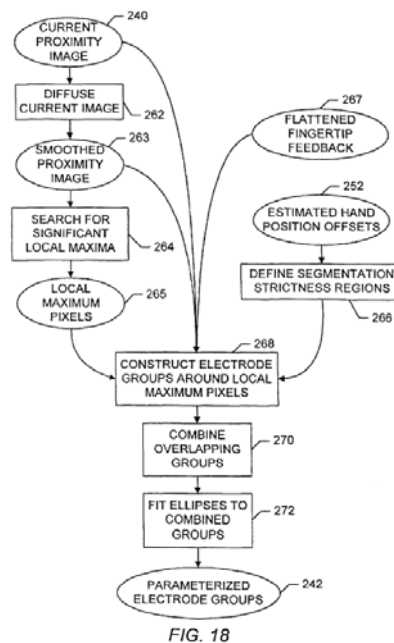 CURRENT
PROXIMITY
IMAGE
240
DIFFUSE
CURRENT IMAGE
262
SMOOTHED
PROXIMITY
IMAGE
263
SEARCH FOR
SIGNIFICANT
LOCAL MAXIMA
264
LOCAL
MAXIMUM
PIXELS
265
267
FLATTENED
FINGERTIP
FEEDBACK
252
ESTIMATED HAND
POSITION OFFSETS
DEFINE SEGMENTATION
STRICTNESS REGIONS
266
268
CONSTRUCT ELECTRODE
GROUPS AROUND LOCAL
MAXIMUM PIXELS
COMBINE
OVERLAPPING
GROUPS
270
FIT ELLIPSES TO
COMBINED
GROUPS
272
PARAMETERIZED
ELECTRODE GROUPS
242
FIG. 18